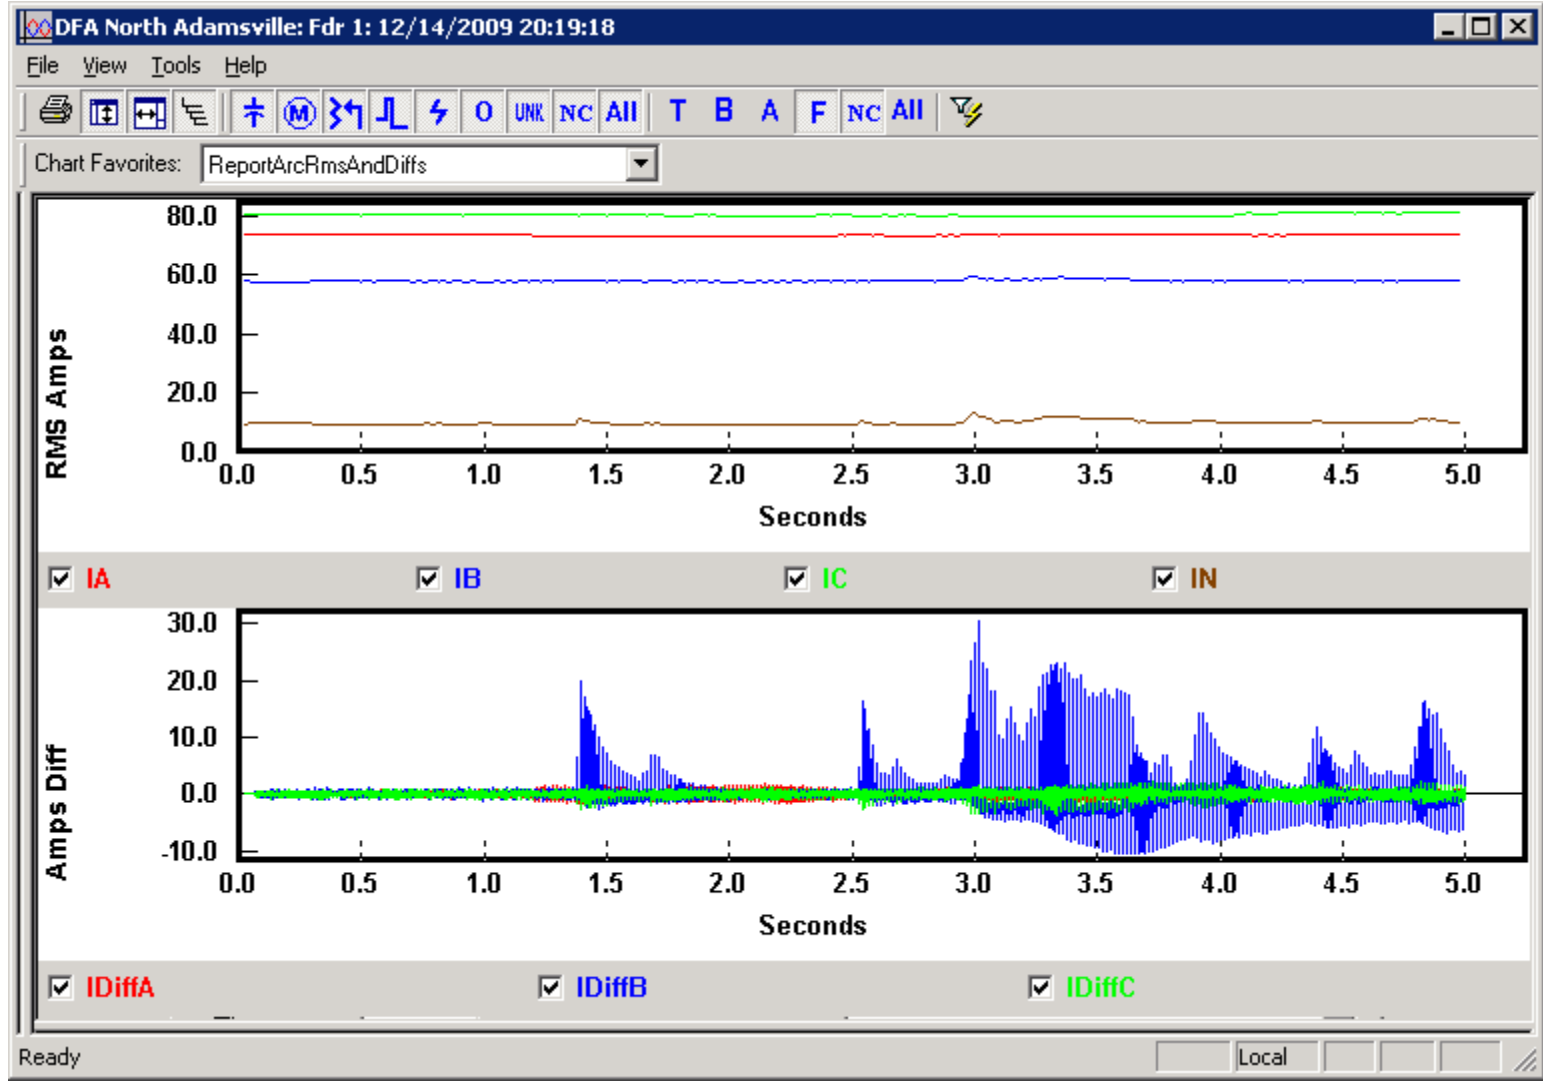 DFA North Adamsville: Fdr 1: 12/14/2009 20:19:18
File View Tools Help
M O UNK NC All T B A F NC All
Chart Favorites: ReportArcRmsAndDiffs
RMS Amps
80.0
60.0
40.0
20.0
0.0
0.0 0.5 1.0 1.5 2.0 2.5 3.0 3.5 4.0 4.5 5.0
Seconds
IA IB IC IN
Amps Diff
30.0
20.0
10.0
0.0
-10.0
0.0 0.5 1.0 1.5 2.0 2.5 3.0 3.5 4.0 4.5 5.0
Seconds
IDiffA IDiffB IDiffC
Ready Local